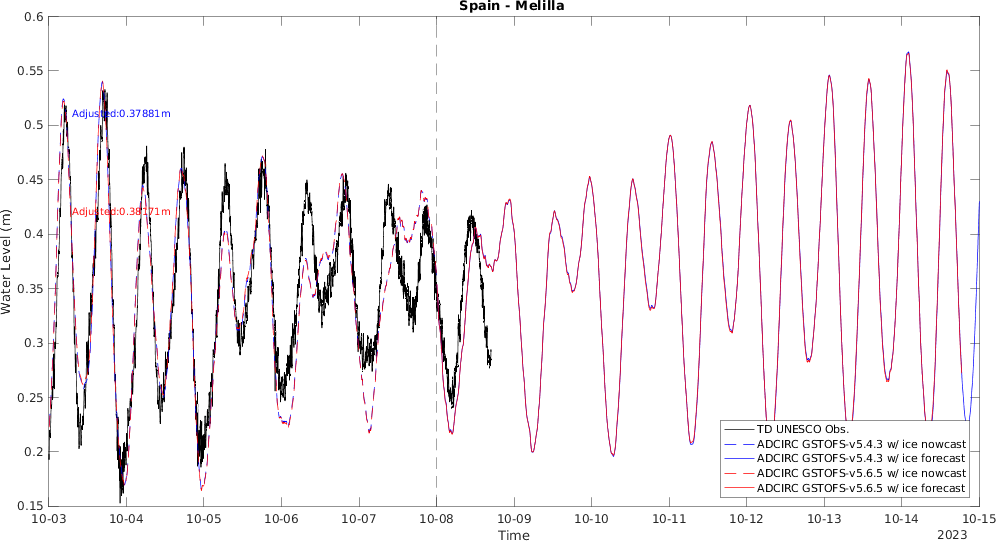 Spain - Melilla
0.6
0.55
0.5
0.45
0.4
0.35
0.3
0.25
0.2
0.15
Water Level (m)
Adjusted:0.37881m
Adjusted:0.38171m
TD UNESCO Obs.
ADCIRC GSTOFS-v5.4.3 w/ ice nowcast
ADCIRC GSTOFS-v5.4.3 w/ ice forecast
ADCIRC GSTOFS-v5.6.5 w/ ice nowcast
ADCIRC GSTOFS-v5.6.5 w/ ice forecast
10-03 10-04 10-05 10-06 10-07 10-08 10-09 10-10 10-11 10-12 10-13 10-14 10-15
Time
2023